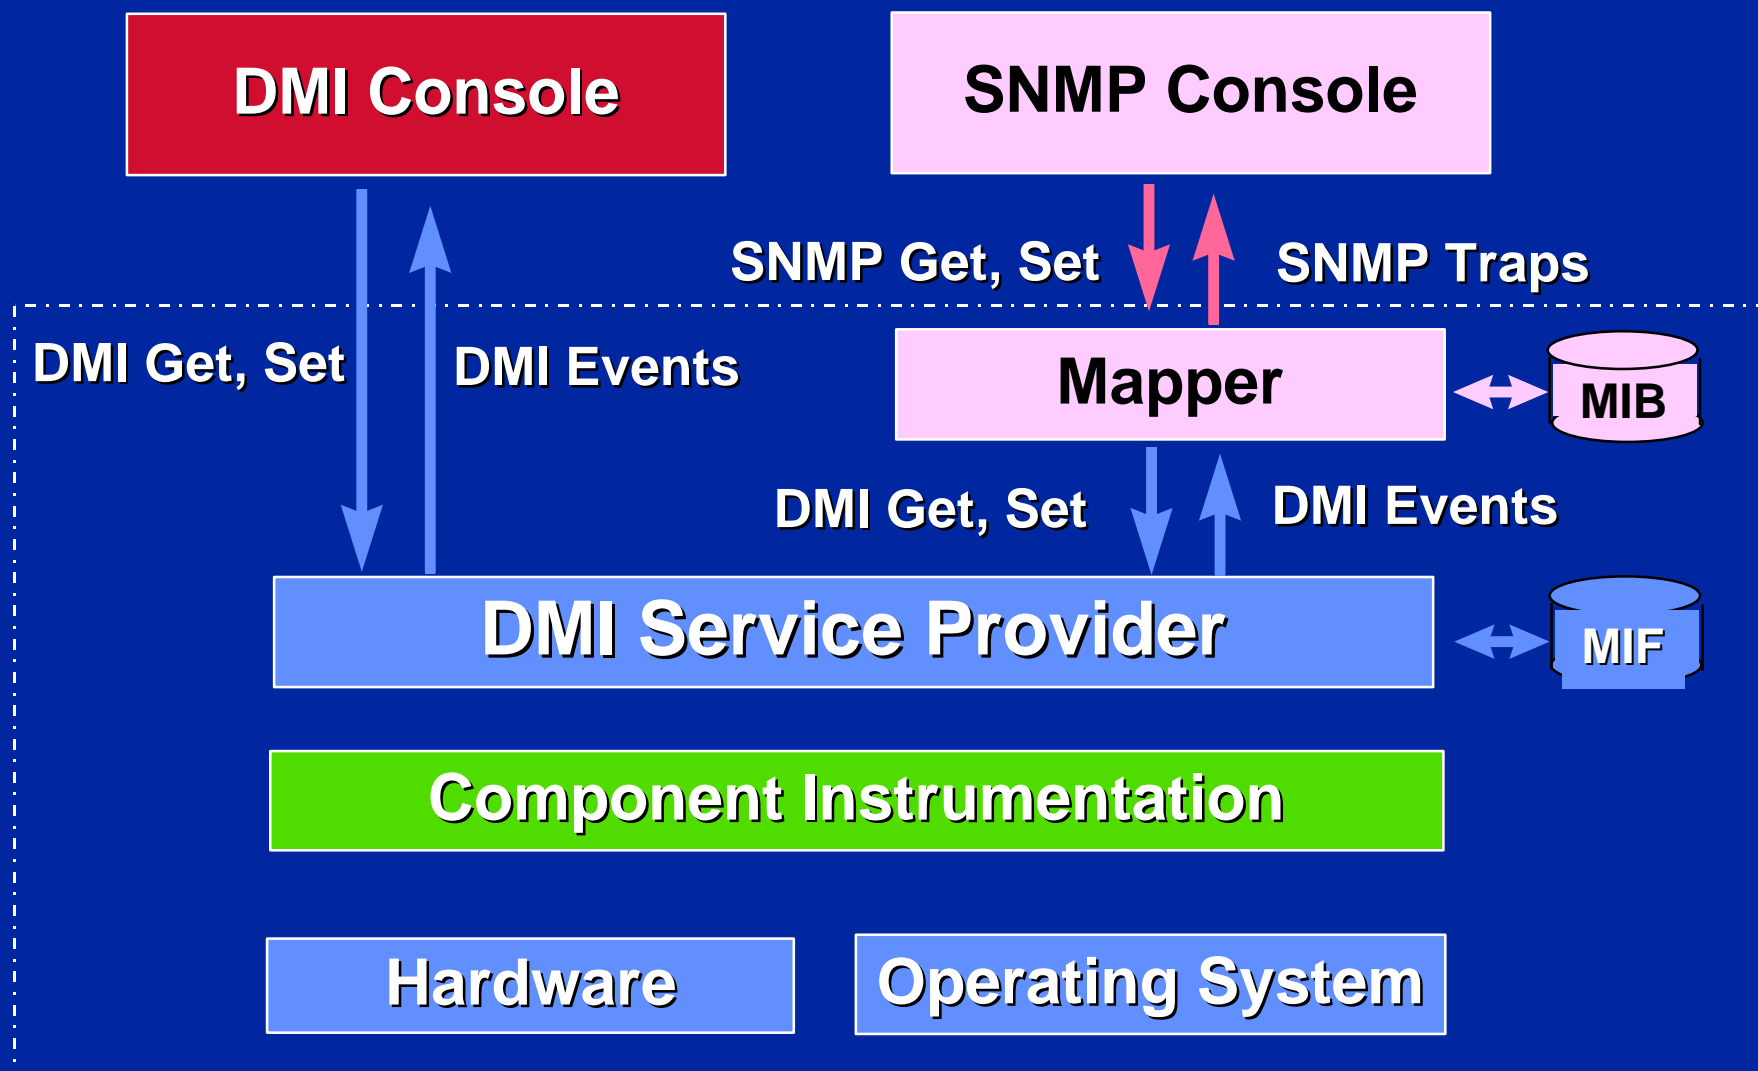 DMI Console
SNMP Console
SNMP Get, Set
SNMP Traps
DMI Get, Set
DMI Events
Mapper
MIB
DMI Get, Set
DMI Events
DMI Service Provider
MIF
Component Instrumentation
Hardware
Operating System